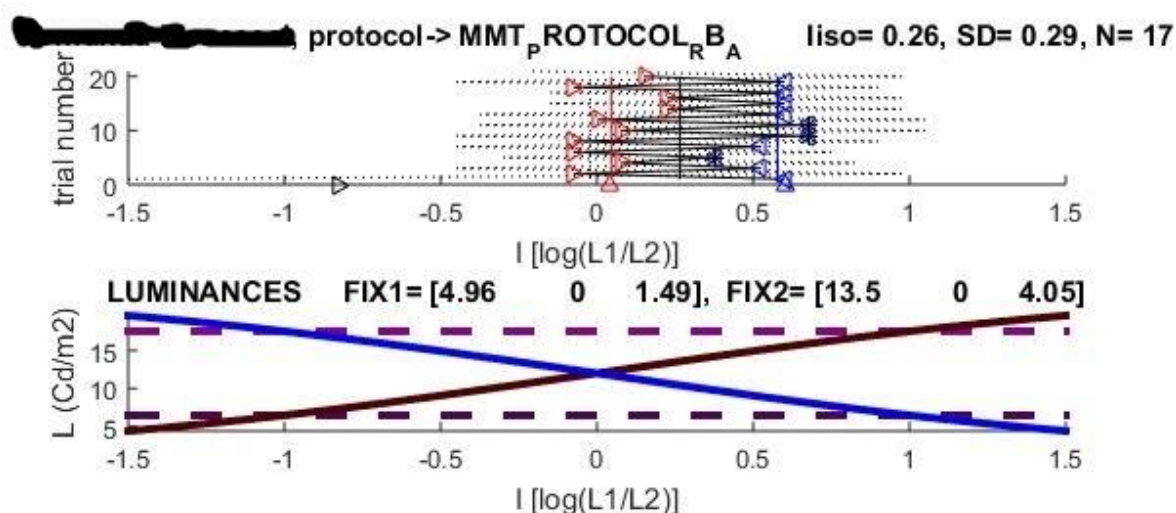 , protocol-> MMT_PROTOCOL_RB_A Iiso= 0.26, SD= 0.29, N= 17
trial number
20
10
0
-1.5 -1 -0.5 0 0.5 1 1.5
I [log(L1/L2)]
LUMINANCES FIX1= [4.96 0 1.49], FIX2= [13.5 0 4.05]
L (Cd/m2)
15
10
5
-1.5 -1 -0.5 0 0.5 1 1.5
I [log(L1/L2)]